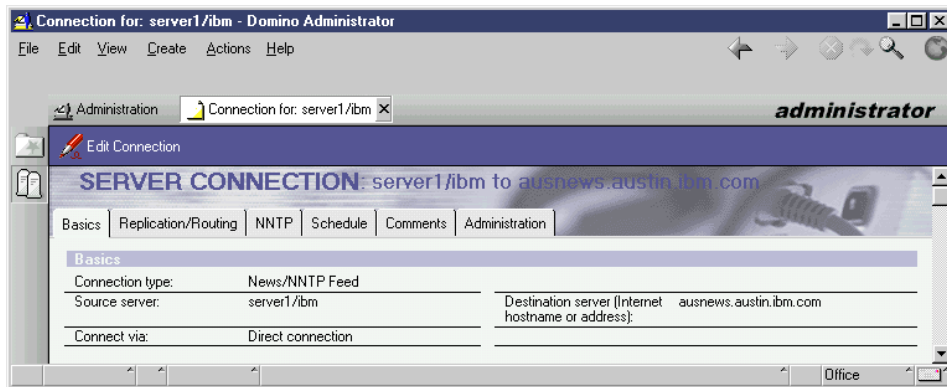 Connection for: server1/ibm - Domino Administrator
File Edit View Create Actions Help
Administration Connection for: server1/ibm administrator
Edit Connection
SERVER CONNECTION: server1/ibm to ausnews.austin.ibm.com
Basics Replication/Routing NNTP Schedule Comments Administration
Basics
Connection type: News/NNTP Feed
Source server: server1/ibm Destination server (Internet ausnews.austin.ibm.com
hostname or address):
Connect via: Direct connection
Office